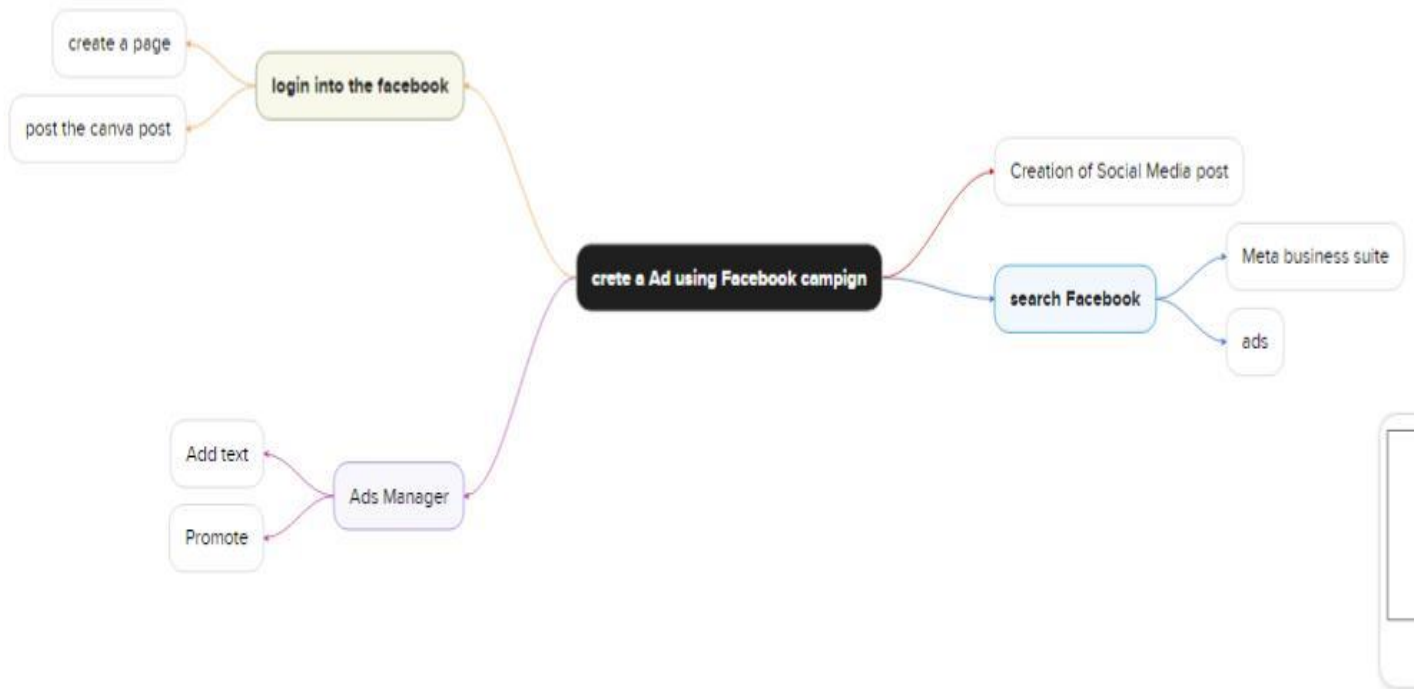 create a page
login into the facebook
post the canva post
Creation of Social Media post
crete a Ad using Facebook campign
Meta business suite
search Facebook
ads
Add text
Ads Manager
Promote